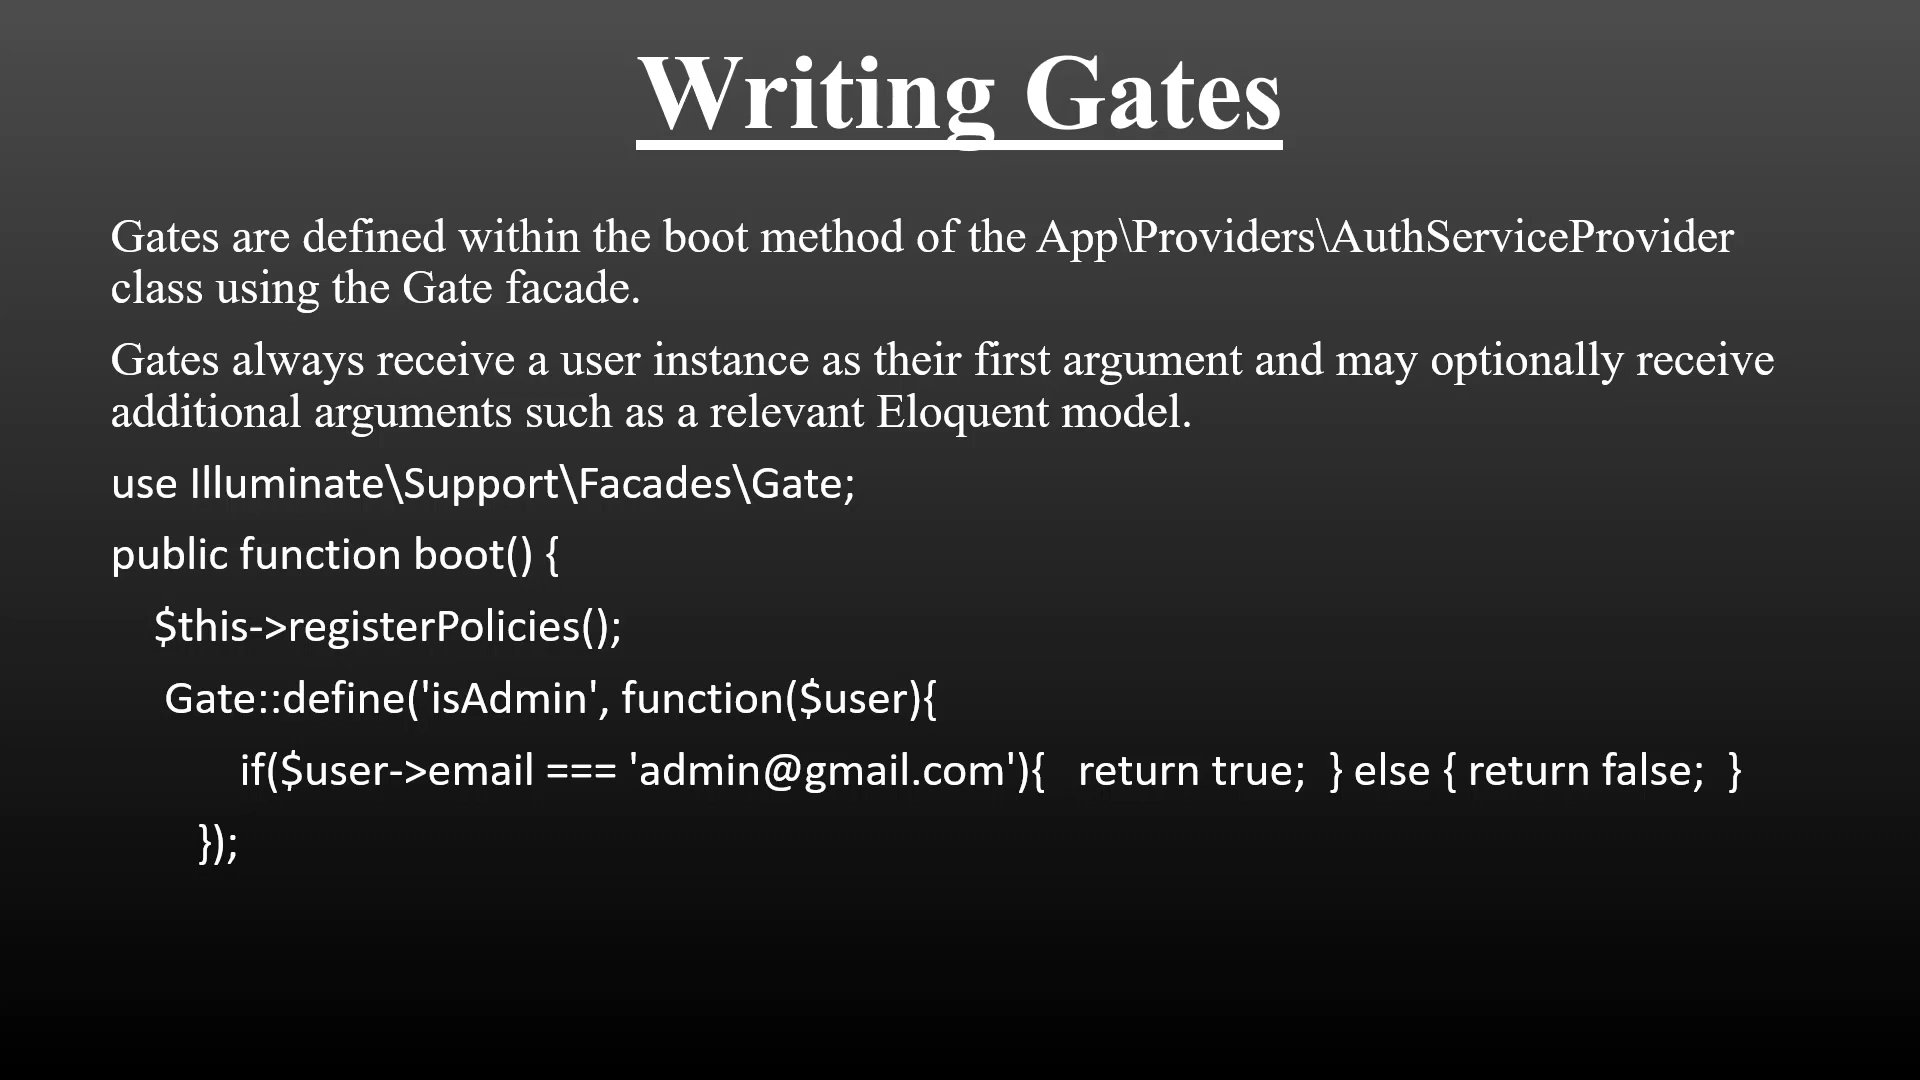 Writing Gates
Gates are defined within the boot method of the App\Providers\AuthServiceProvider
class using the Gate facade.
Gates always receive a user instance as their first argument and may optionally receive
additional arguments such as a relevant Eloquent model.
use Illuminate\Support\Facades\Gate;
public function boot() {
$this->registerPolicies();
Gate::define('isAdmin', function($user){
if($user->email === 'admin@gmail.com'){   return true;  } else { return false;  }
});